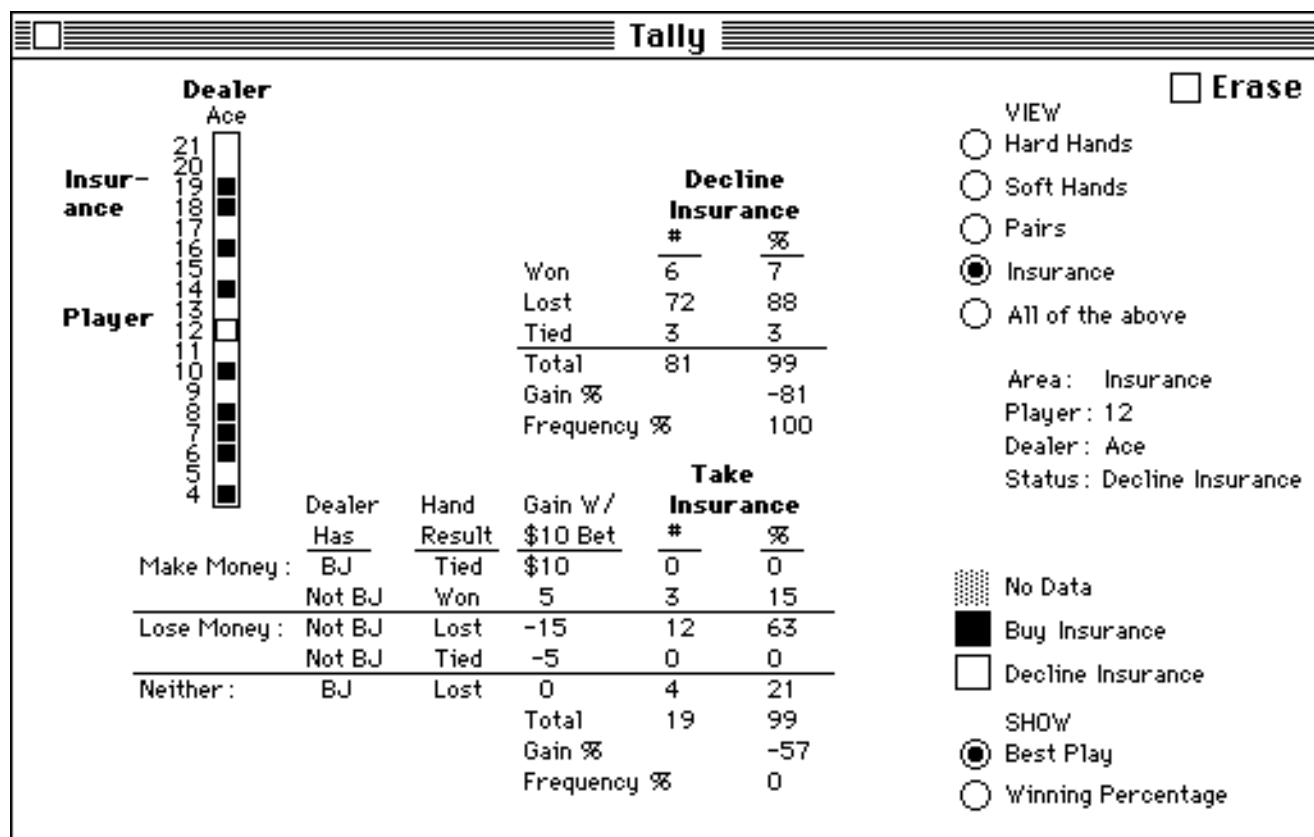 Tally
Dealer
Ace
21
20
19
18
17
16
15
14
13
12
11
10
9
8
7
6
5
4
Insur-
ance
Player
Decline
Insurance
# %
Won 6 7
Lost 72 88
Tied 3 3
Total 81 99
Gain % -81
Frequency % 100
Take
Dealer Hand Gain W/ Insurance
Has Result $10 Bet # %
Make Money : BJ Tied $10 0 0
Not BJ Won 5 3 15
Lose Money : Not BJ Lost -15 12 63
Not BJ Tied -5 0 0
Neither : BJ Lost 0 4 21
Total 19 99
Gain % -57
Frequency % 0
Erase
VIEW
Hard Hands
Soft Hands
Pairs
Insurance
All of the above
Area : Insurance
Player : 12
Dealer : Ace
Status : Decline Insurance
No Data
Buy Insurance
Decline Insurance
SHOW
Best Play
Winning Percentage